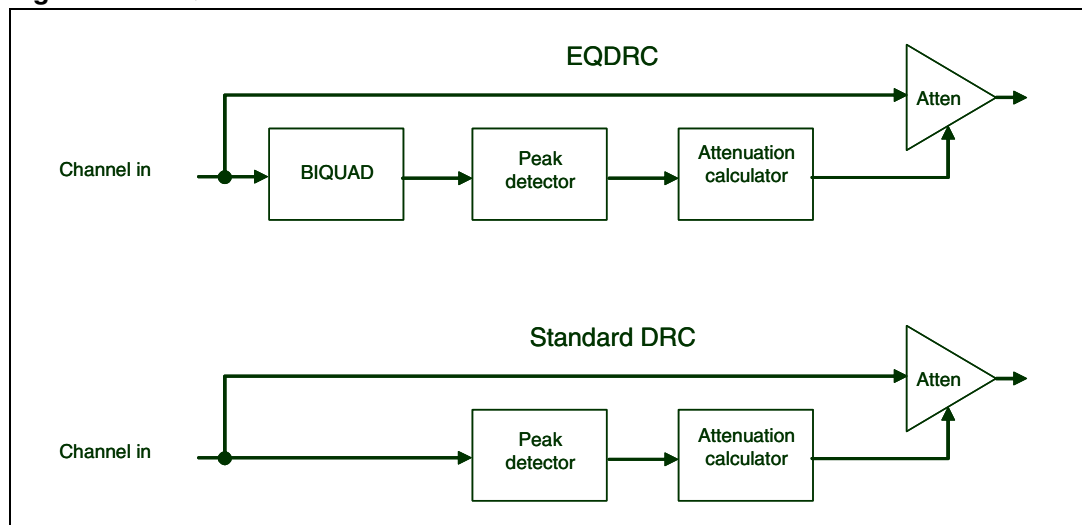 EQDRC
Atten
Channel in
BIQUAD
Peak
detector
Attenuation
calculator
Standard DRC
Atten
Channel in
Peak
detector
Attenuation
calculator